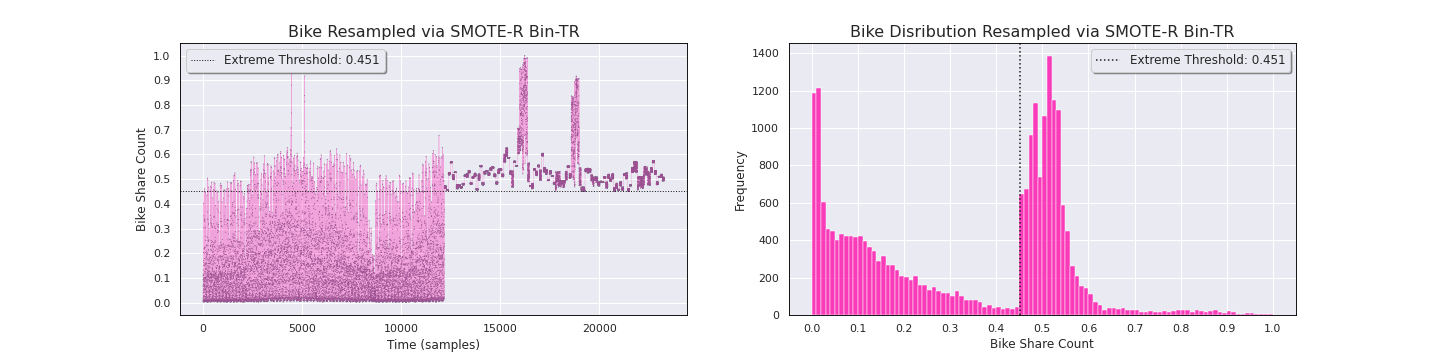 Bike Resampled via SMOTE-R Bin-TR
Extreme Threshold: 0.451
Bike Share Count
1.0
0.9
0.8
0.7
0.6
0.5
0.4
0.3
0.2
0.1
0.0
0 5000 10000 15000 20000
Time (samples)
Bike Disribution Resampled via SMOTE-R Bin-TR
Extreme Threshold: 0.451
Frequency
1400
1200
1000
800
600
400
200
0
0.0 0.1 0.2 0.3 0.4 0.5 0.6 0.7 0.8 0.9 1.0
Bike Share Count